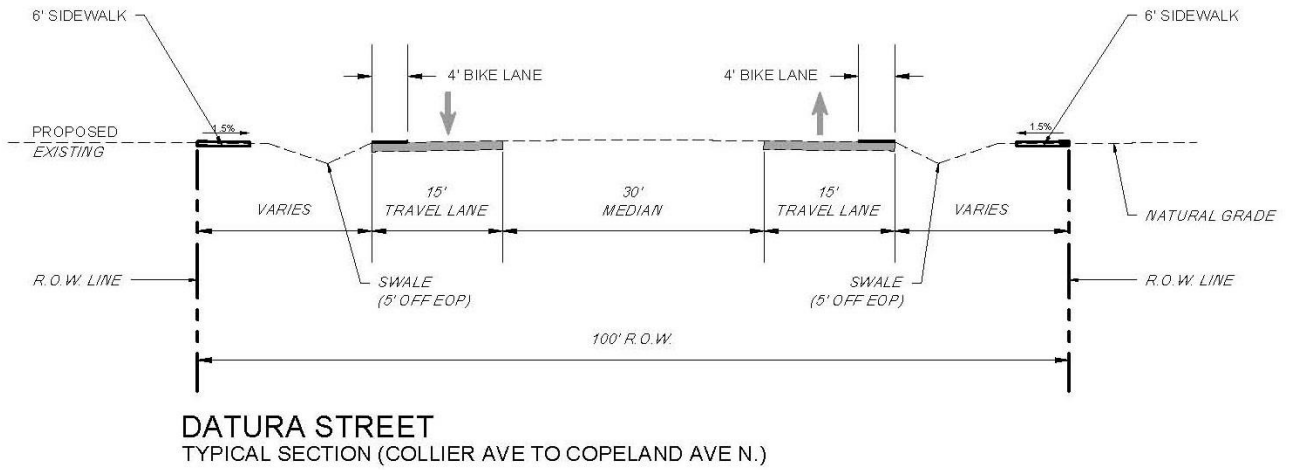 6' SIDEWALK
6' SIDEWALK
4' BIKE LANE
4' BIKE LANE
PROPOSED
EXISTING
1.5%
1.5%
VARIES
15'
TRAVEL LANE
30'
MEDIAN
15'
TRAVEL LANE
VARIES
NATURAL GRADE
R.O.W. LINE
SWALE
(5' OFF EOP)
SWALE
(5' OFF EOP)
R.O.W. LINE
100' R.O.W.
DATURA STREET
TYPICAL SECTION (COLLIER AVE TO COPELAND AVE N.)